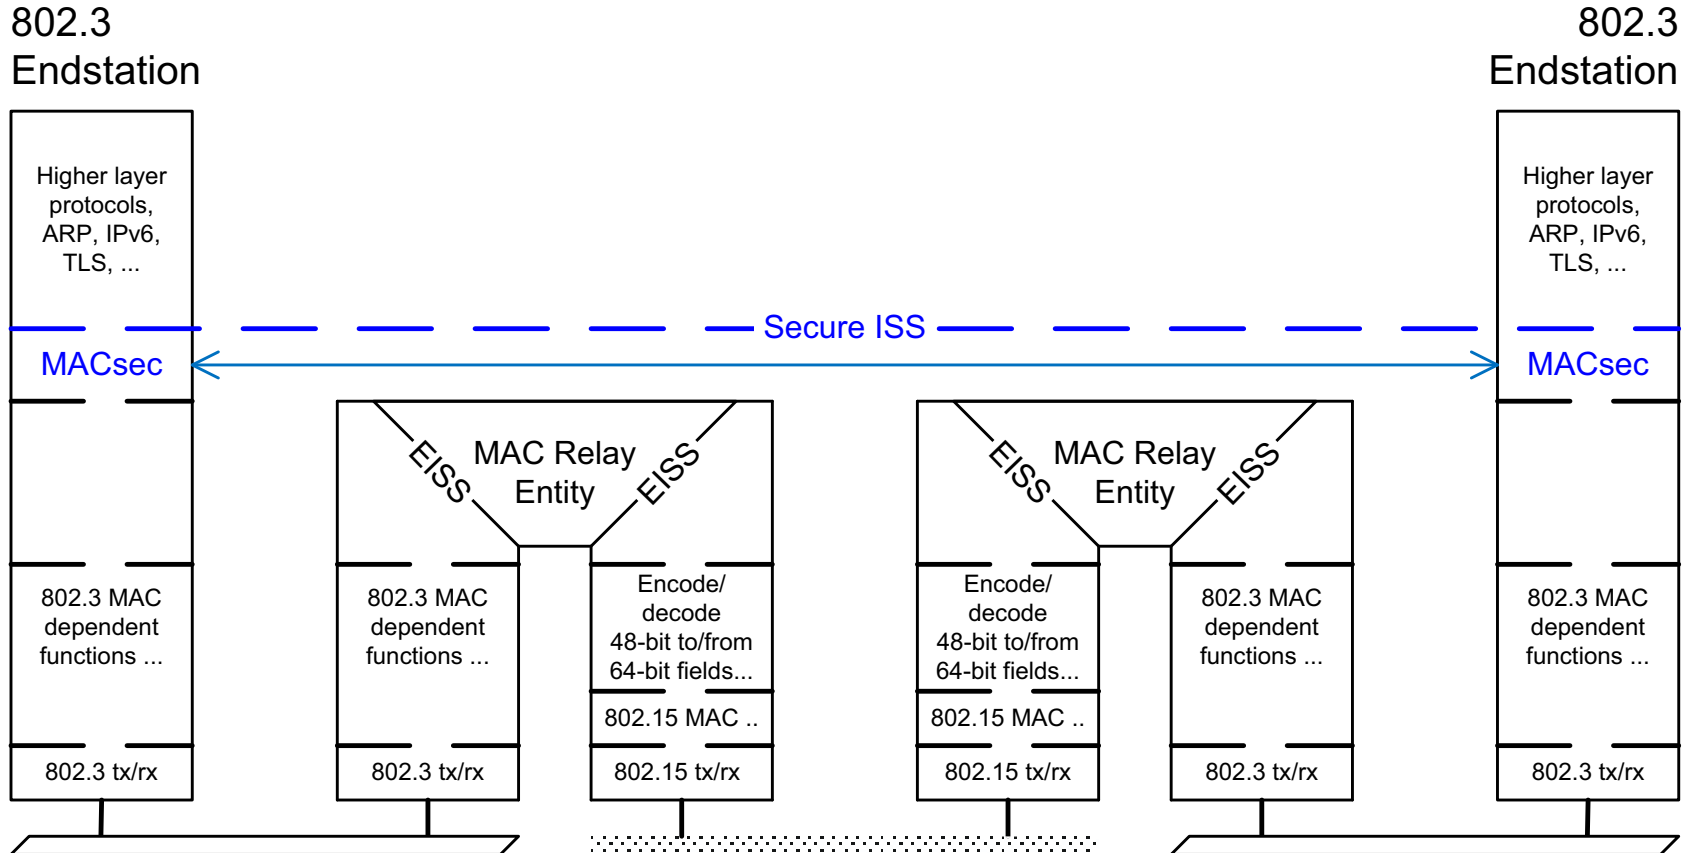 802.3
Endstation
802.3
Endstation
Higher layer
protocols,
ARP, IPv6,
TLS, ...
Higher layer
protocols,
ARP, IPv6,
TLS, ...
Secure ISS
MACsec
MACsec
EISS
MAC Relay
Entity
EISS
EISS
MAC Relay
Entity
EISS
802.3 MAC
dependent
functions ...
802.3 MAC
dependent
functions ...
Encode/
decode
48-bit to/from
64-bit fields...
Encode/
decode
48-bit to/from
64-bit fields...
802.3 MAC
dependent
functions ...
802.3 MAC
dependent
functions ...
802.15 MAC ..
802.15 MAC ..
802.3 tx/rx
802.3 tx/rx
802.15 tx/rx
802.15 tx/rx
802.3 tx/rx
802.3 tx/rx